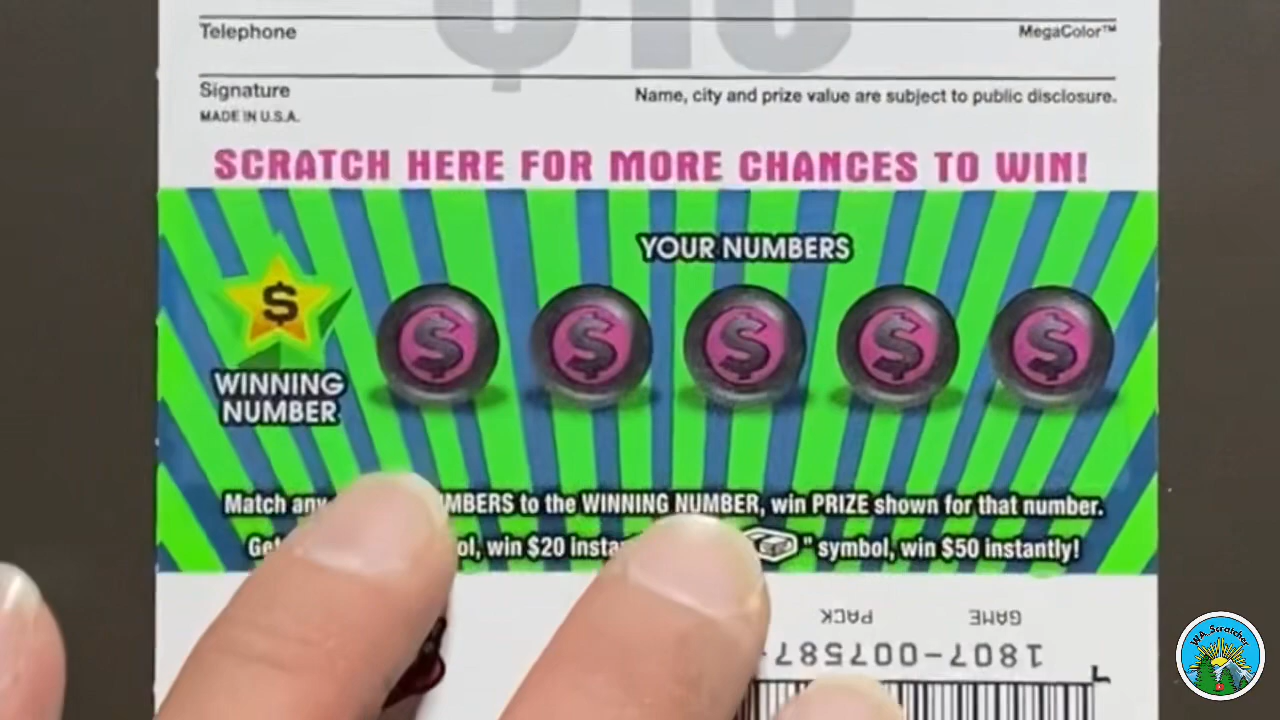 $10
Telephone
MegaColor™
Signature
Name, city and prize value are subject to public disclosure.
MADE IN U.S.A.
SCRATCH HERE FOR MORE CHANCES TO WIN!
YOUR NUMBERS
$
$ $ $ $ $
WINNING
NUMBER
Match any MBERS to the WINNING NUMBER, win PRIZE shown for that number.
win $20 " symbol, win $50 instantly!
GAME PACK
1807-007587-
WA_Scratcher